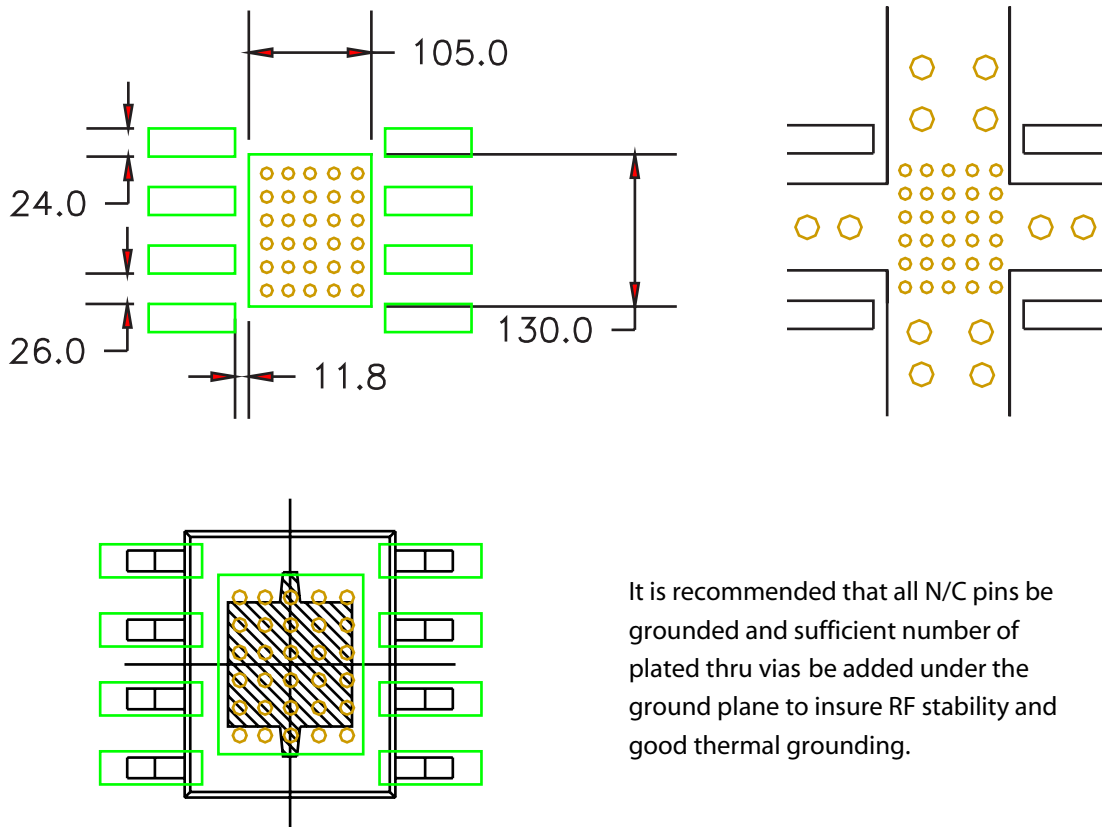 105.0
24.0
130.0
26.0
11.8
It is recommended that all N/C pins be
grounded and sufficient number of
plated thru vias be added under the
ground plane to insure RF stability and
good thermal grounding.